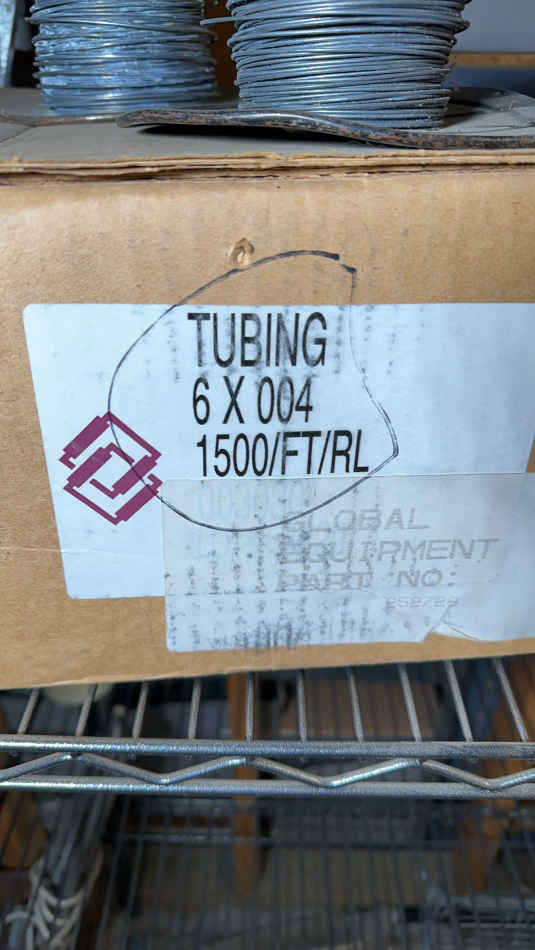 TUBING
6 X 004
1500/FT/RL
GLOBAL
EQUIPMENT
PART NO: